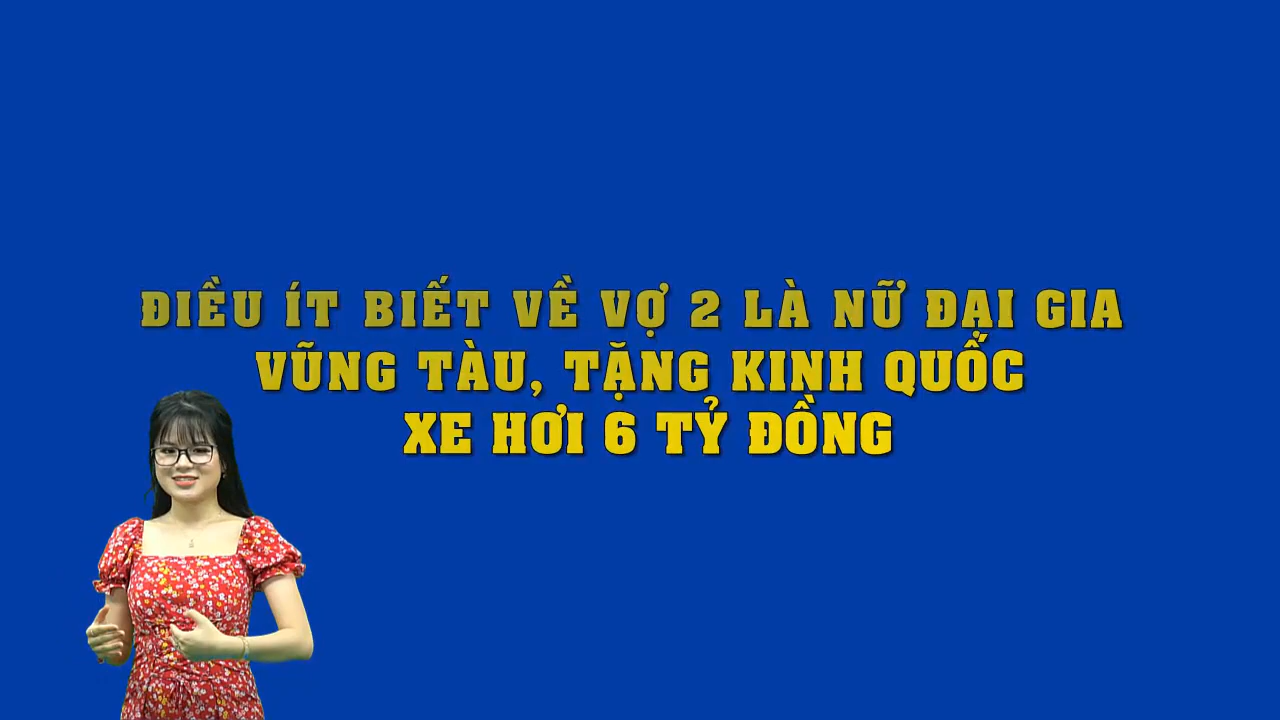 ĐIỀU ÍT BIẾT VỀ VỢ 2 LÀ NỮ ĐẠI GIA
VŨNG TÀU, TẶNG KINH QUỐC
XE HƠI 6 TỶ ĐỒNG